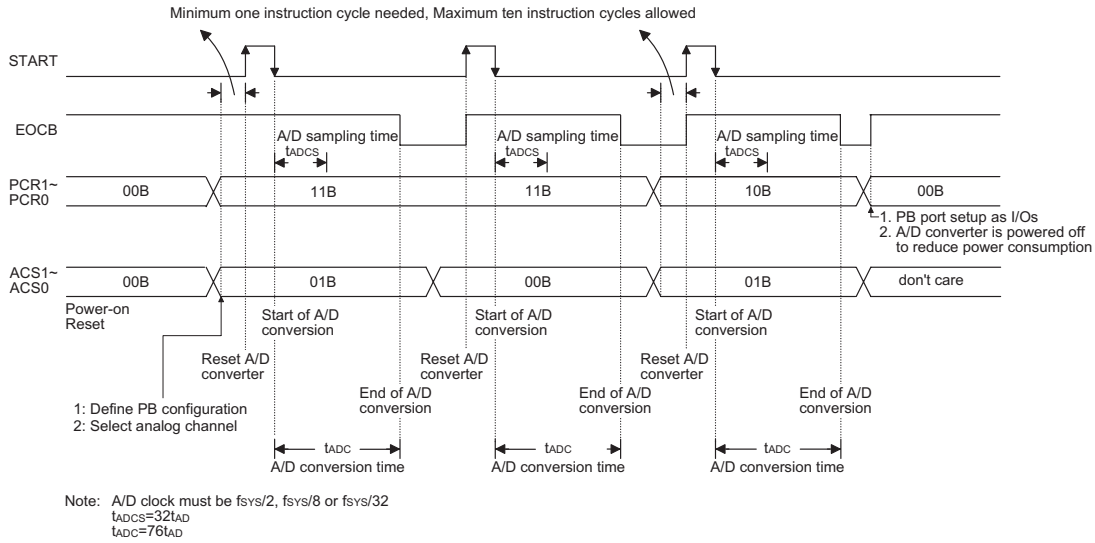 Minimum one instruction cycle needed, Maximum ten instruction cycles allowed
START
EOCB
A/D sampling time
tADCS
A/D sampling time
tADCS
A/D sampling time
tADCS
PCR1~
PCR0
00B
11B
11B
10B
00B
1. PB port setup as I/Os
2. A/D converter is powered off
to reduce power consumption
ACS1~
ACS0
00B
01B
00B
01B
don't care
Power-on
Reset
Start of A/D
conversion
Start of A/D
conversion
Start of A/D
conversion
Reset A/D
converter
Reset A/D
converter
Reset A/D
converter
1: Define PB configuration
2: Select analog channel
End of A/D
conversion
End of A/D
conversion
End of A/D
conversion
tADC
A/D conversion time
tADC
A/D conversion time
tADC
A/D conversion time
Note: A/D clock must be fSYS/2, fSYS/8 or fSYS/32
tADCS=32tAD
tADC=76tAD